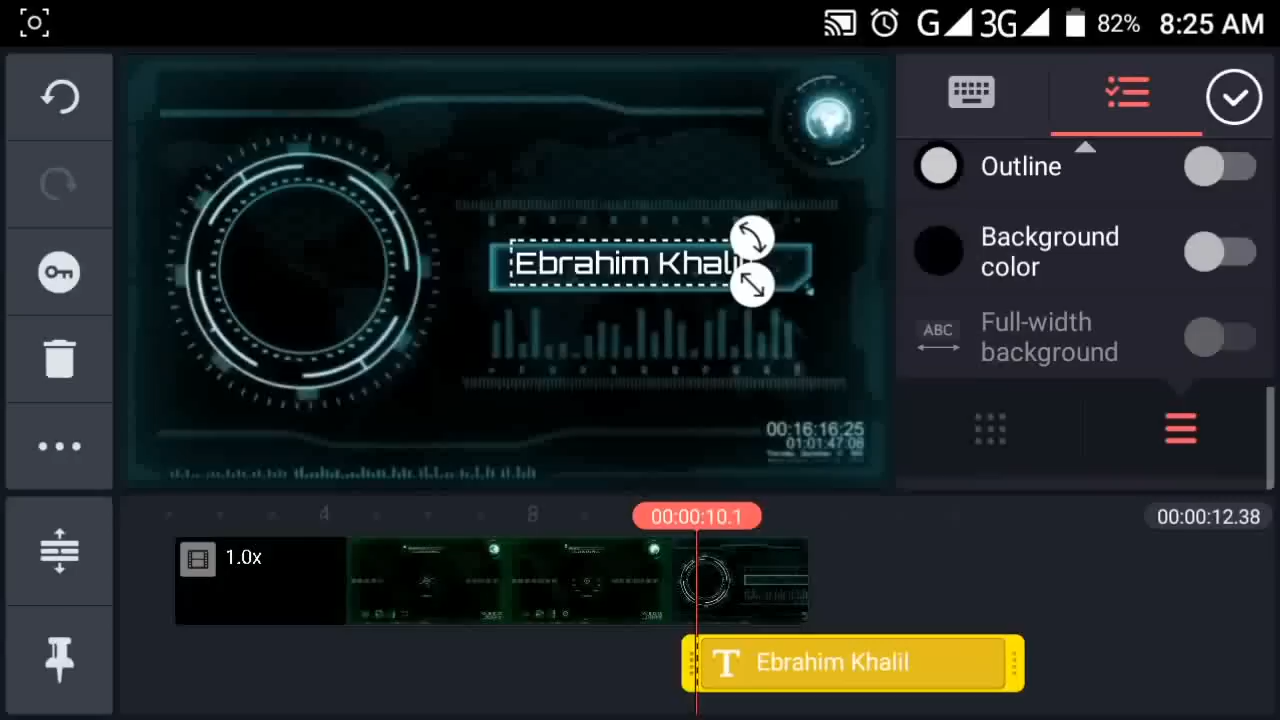 G 3G 82% 8:25 AM
Outline
Background
color
ABC
Full-width
background
Ebrahim Khali
00:16:16:25
01:01:47:08
4 8
00:00:10.1
00:00:12.38
1.0x
T Ebrahim Khalil